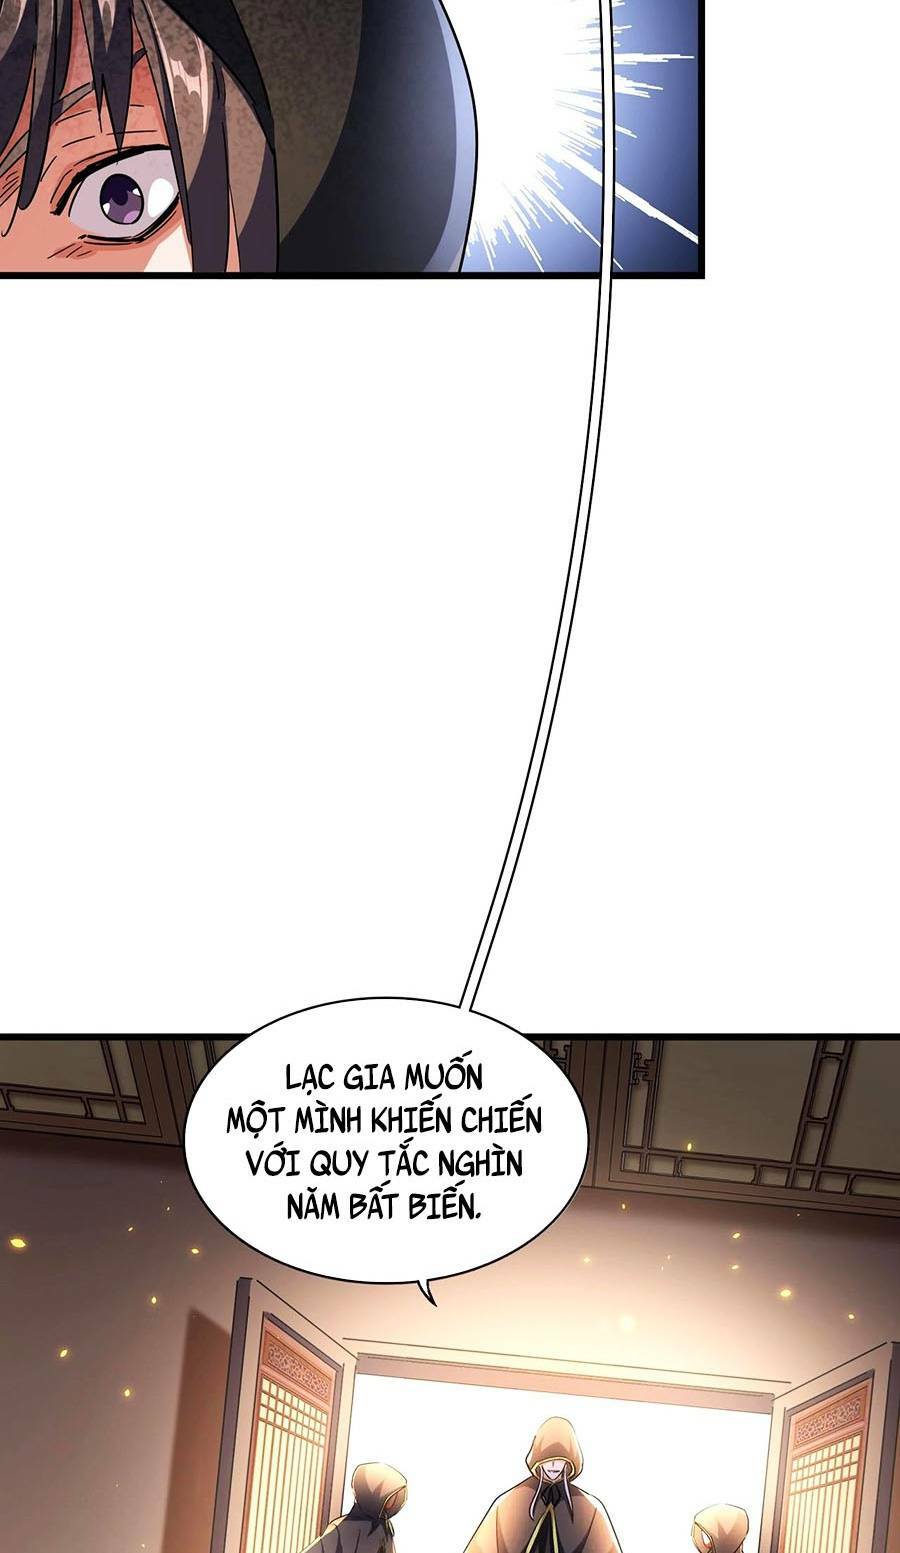 LẠC GIA MUỐN
MỘT MÌNH KHIẾN CHIẾN
VỚI QUY TẮC NGHÌN
NĂM BẤT BIẾN.